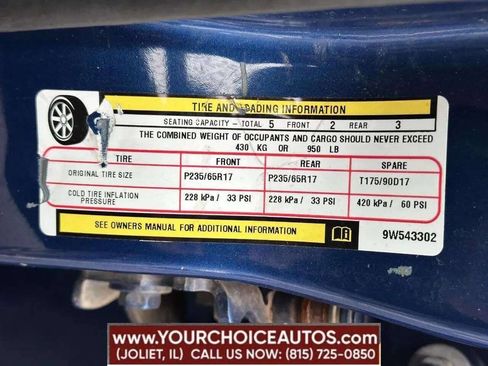 TIRE AND LOADING INFORMATION
SEATING CAPACITY - TOTAL 5 FRONT 2 REAR 3
THE COMBINED WEIGHT OF OCCUPANTS AND CARGO SHOULD NEVER EXCEED
430 KG OR 950 LB
TIRE FRONT REAR SPARE
ORIGINAL TIRE SIZE P235/65R17 P235/65R17 T175/90D17
COLD TIRE INFLATION PRESSURE 228 kPa / 33 PSI 228 kPa / 33 PSI 420 kPa / 60 PSI
SEE OWNERS MANUAL FOR ADDITIONAL INFORMATION 9W543302
WWW.YOURCHOICEAUTOS.COM
(JOLIET, IL) CALL US NOW: (815) 725-0850